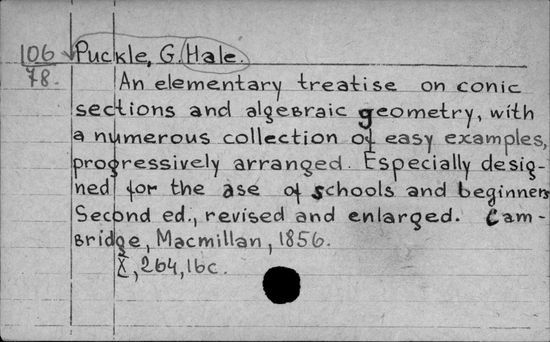 106 Puckle, G. Hale.
78.
An elementary treatise on conic
sections and algebraic geometry, with
a numerous collection of easy examples,
progressively arranged. Especially desig-
ned for the ase of schools and beginners
Second ed., revised and enlarged. Cam-
bridge, Macmillan, 1856.
X, 264, 16c.